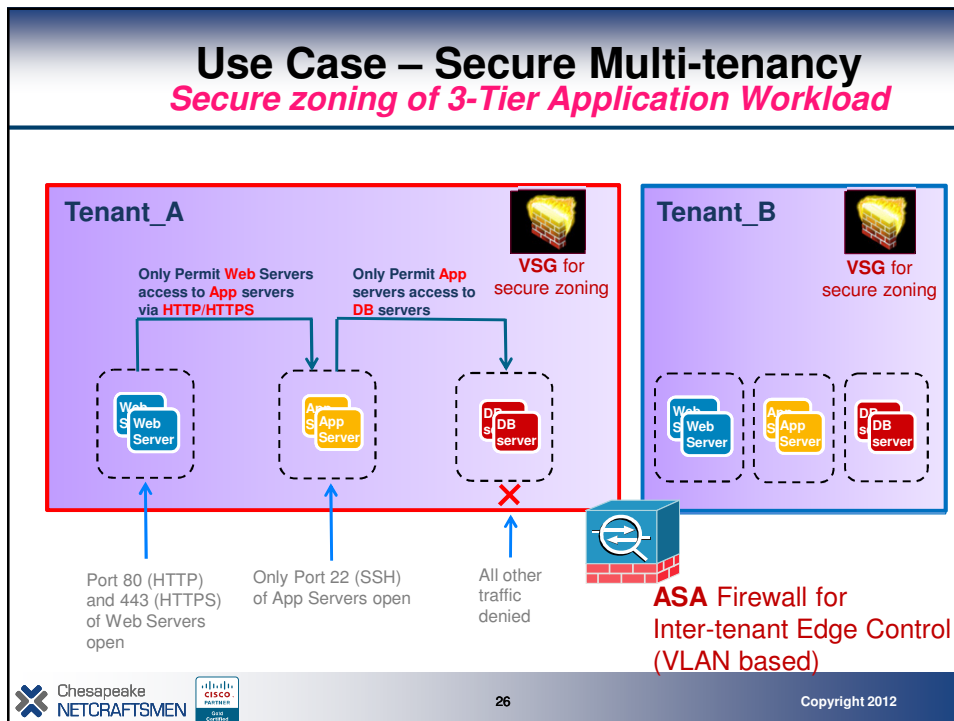 Use Case – Secure Multi-tenancy
Secure zoning of 3-Tier Application Workload
Tenant_A
VSG for
secure zoning
Only Permit Web Servers
access to App servers
via HTTP/HTTPS
Only Permit App
servers access to
DB servers
Web
Server
App
Server
DB
server
Port 80 (HTTP)
and 443 (HTTPS)
of Web Servers
open
Only Port 22 (SSH)
of App Servers open
All other
traffic
denied
Tenant_B
VSG for
secure zoning
Web
Server
App
Server
DB
server
ASA Firewall for
Inter-tenant Edge Control
(VLAN based)
Chesapeake
NETCRAFTSMEN
CISCO
PARTNER
Gold
Certified
26
Copyright 2012